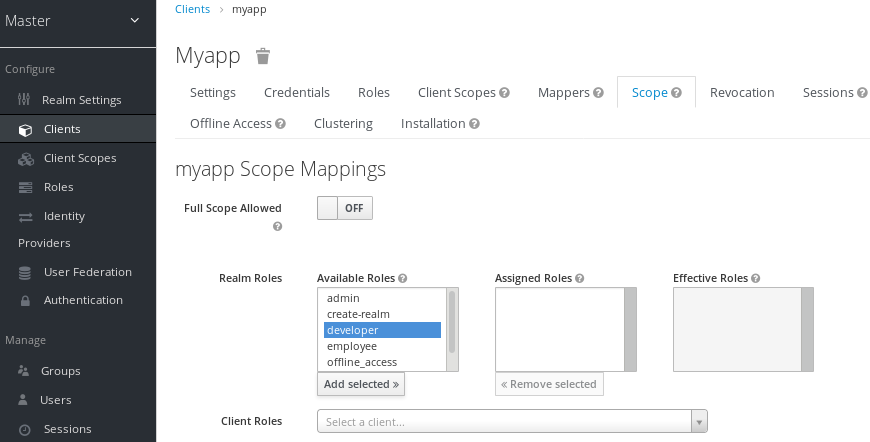 Master
Configure
Realm Settings
Clients
Client Scopes
Roles
Identity
Providers
User Federation
Authentication
Manage
Groups
Users
Sessions
Clients > myapp
Myapp
Settings Credentials Roles Client Scopes ? Mappers ? Scope ? Revocation Sessions ?
Offline Access ? Clustering Installation ?
myapp Scope Mappings
Full Scope Allowed
?
OFF
Realm Roles
Available Roles ? Assigned Roles ? Effective Roles ?
admin
create-realm
developer
employee
offline_access
Add selected » « Remove selected
Client Roles Select a client...